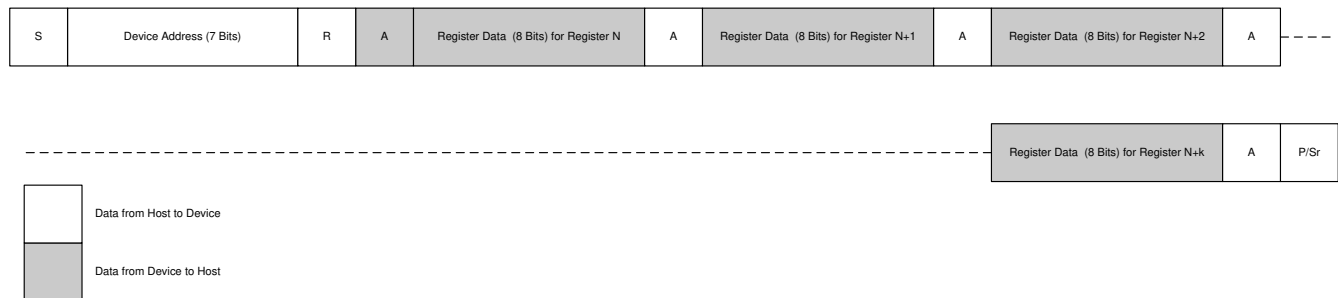 S Device Address (7 Bits) R A Register Data (8 Bits) for Register N A Register Data (8 Bits) for Register N+1 A Register Data (8 Bits) for Register N+2 A
Register Data (8 Bits) for Register N+k A P/Sr
Data from Host to Device
Data from Device to Host